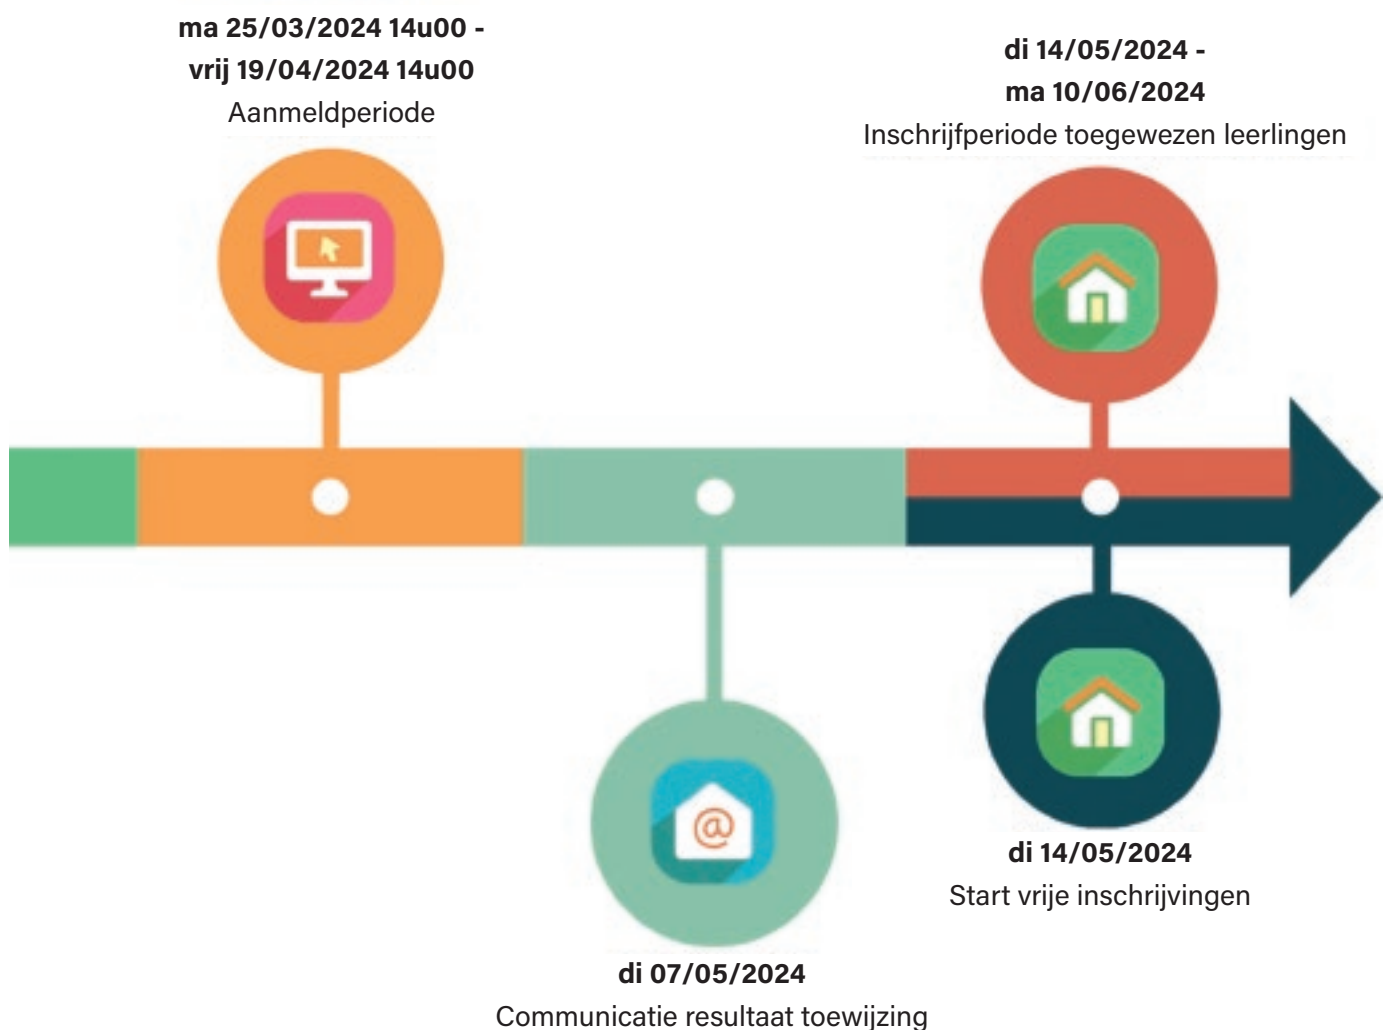 ma 25/03/2024 14u00 -
vrij 19/04/2024 14u00
Aanmeldperiode
di 14/05/2024 -
ma 10/06/2024
Inschrijfperiode toegewezen leerlingen
@
di 14/05/2024
Start vrije inschrijvingen
di 07/05/2024
Communicatie resultaat toewijzing